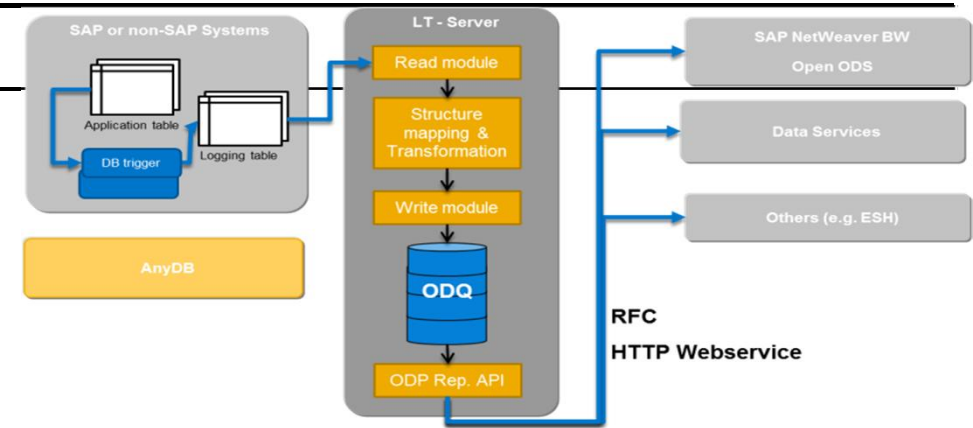 SAP or non-SAP Systems
Application table
Logging table
DB trigger
AnyDB
LT - Server
Read module
Structure
mapping &
Transformation
Write module
ODQ
ODP Rep. API
SAP NetWeaver BW
Open ODS
Data Services
Others (e.g. ESH)
RFC
HTTP Webservice